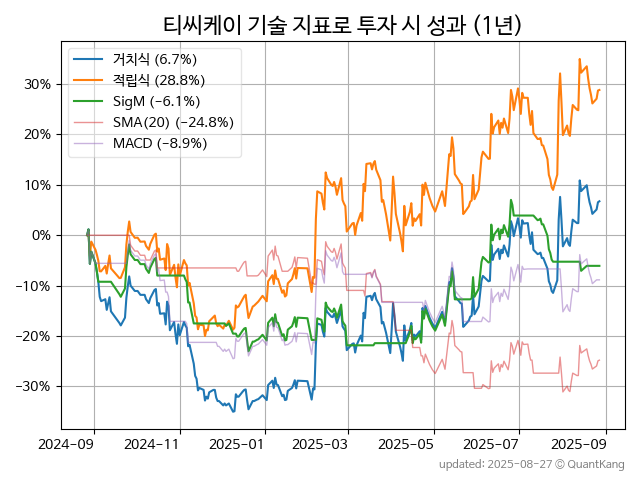 티씨케이 기술 지표로 투자 시 성과 (1년)
거치식 (6.7%)
적립식 (28.8%)
SigM (−6.1%)
SMA(20) (−24.8%)
MACD (−8.9%)
30%
20%
10%
0%
−10%
−20%
−30%
2024-09 2024-11 2025-01 2025-03 2025-05 2025-07 2025-09
updated: 2025-08-27 © QuantKang